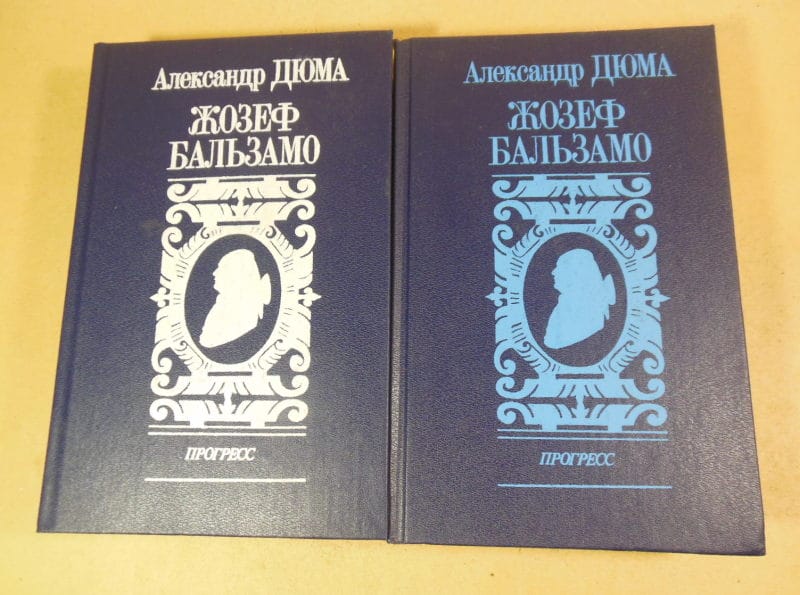 Александр ДЮМА
ЖОЗЕФ
БАЛЬЗАМО
ПРОГРЕСС
Александр ДЮМА
ЖОЗЕФ
БАЛЬЗАМО
ПРОГРЕСС